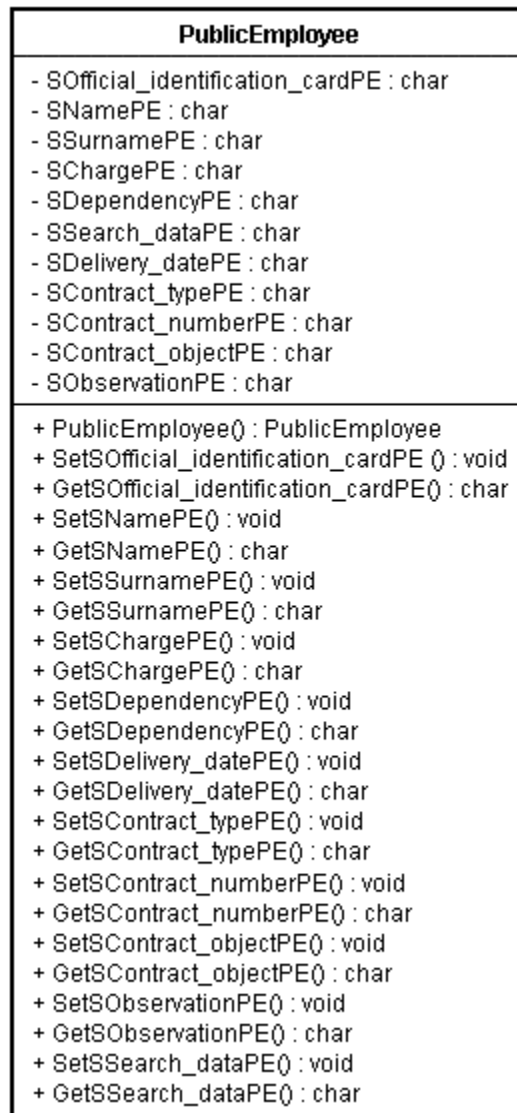 PublicEmployee
- SOfficial_identification_cardPE : char
- SNamePE : char
- SSurnamePE : char
- SChargePE : char
- SDependencyPE : char
- SSearch_dataPE : char
- SDelivery_datePE : char
- SContract_typePE : char
- SContract_numberPE : char
- SContract_objectPE : char
- SObservationPE : char
+ PublicEmployee() : PublicEmployee
+ SetSOfficial_identification_cardPE () : void
+ GetSOfficial_identification_cardPE() : char
+ SetSNamePE() : void
+ GetSNamePE() : char
+ SetSSurnamePE() : void
+ GetSSurnamePE() : char
+ SetSChargePE() : void
+ GetSChargePE() : char
+ SetSDependencyPE() : void
+ GetSDependencyPE() : char
+ SetSDelivery_datePE() : void
+ GetSDelivery_datePE() : char
+ SetSContract_typePE() : void
+ GetSContract_typePE() : char
+ SetSContract_numberPE() : void
+ GetSContract_numberPE() : char
+ SetSContract_objectPE() : void
+ GetSContract_objectPE() : char
+ SetSObservationPE() : void
+ GetSObservationPE() : char
+ SetSSearch_dataPE() : void
+ GetSSearch_dataPE() : char